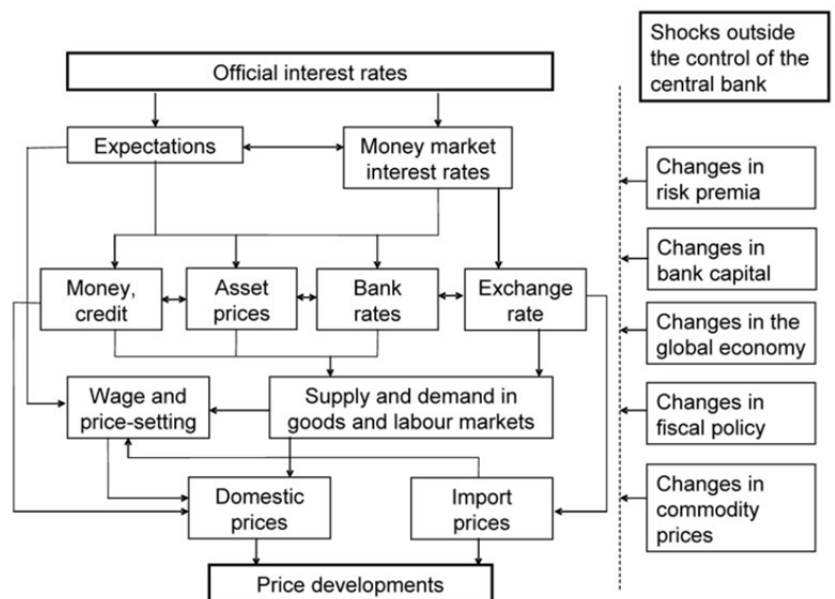 Official interest rates
Shocks outside
the control of the
central bank
Expectations
Money market
interest rates
Changes in
risk premia
Money,
credit
Asset
prices
Bank
rates
Exchange
rate
Changes in
bank capital
Changes in the
global economy
Wage and
price-setting
Supply and demand in
goods and labour markets
Changes in
fiscal policy
Domestic
prices
Import
prices
Changes in
commodity
prices
Price developments